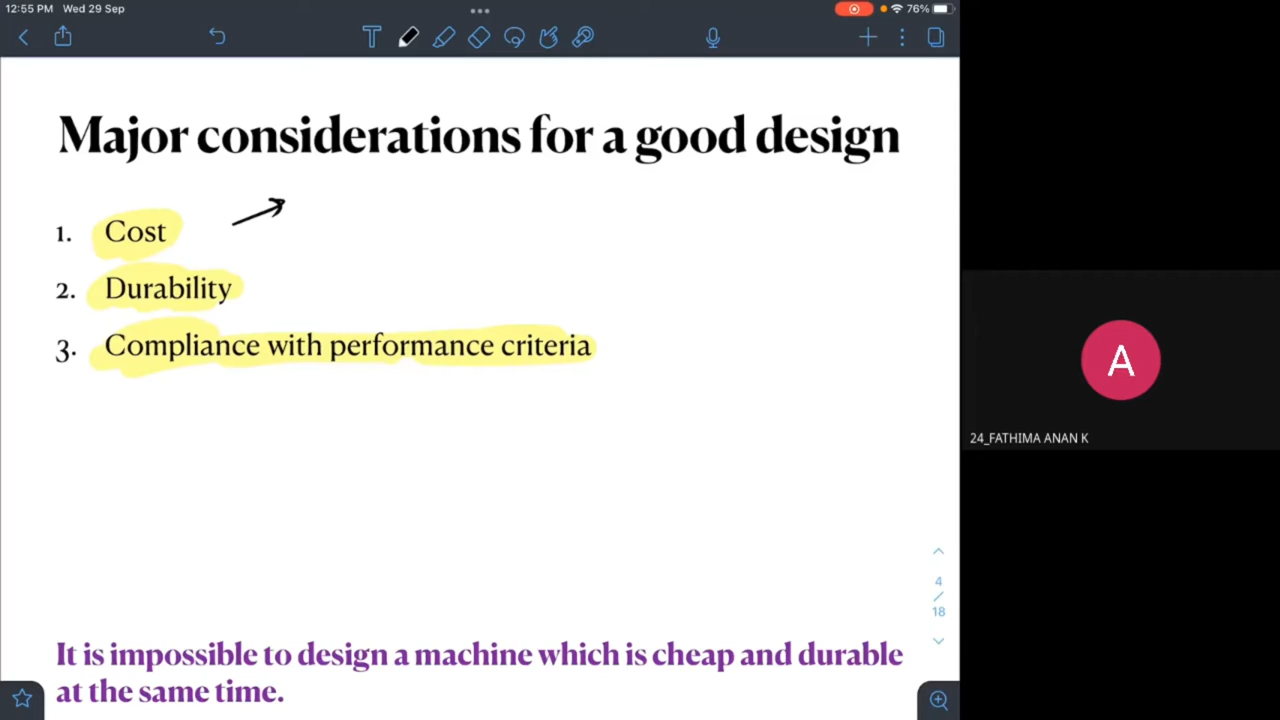 12:55 PM Wed 29 Sep
76%
T
Major considerations for a good design
1. Cost
2. Durability
3. Compliance with performance criteria
A
24_FATHIMA ANAN K
4
/
18
It is impossible to design a machine which is cheap and durable
at the same time.